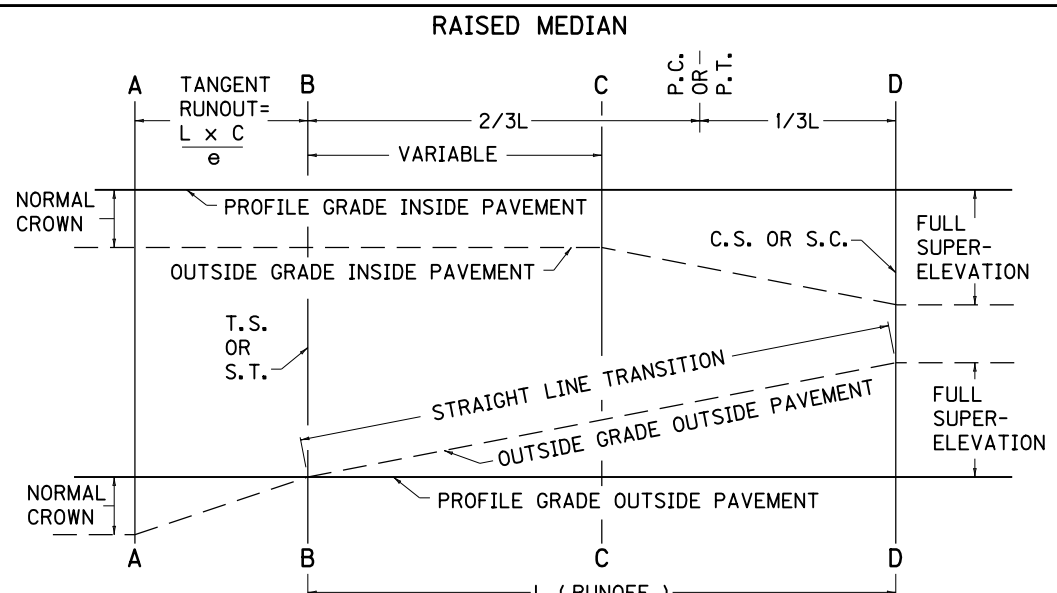 RAISED MEDIAN
A
B
C
D
P.C.
OR
P.T.
TANGENT
RUNOUT=
L x C
e
2/3L
1/3L
VARIABLE
NORMAL
CROWN
PROFILE GRADE INSIDE PAVEMENT
C.S. OR S.C.
FULL
SUPER-
ELEVATION
OUTSIDE GRADE INSIDE PAVEMENT
T.S.
OR
S.T.
STRAIGHT LINE TRANSITION
OUTSIDE GRADE OUTSIDE PAVEMENT
FULL
SUPER-
ELEVATION
NORMAL
CROWN
PROFILE GRADE OUTSIDE PAVEMENT
A
B
C
D
L (RUNOFF)